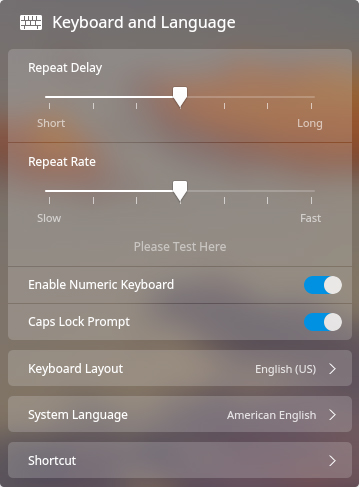 Keyboard and Language
Repeat Delay
Short Long
Repeat Rate
Slow Fast
Please Test Here
Enable Numeric Keyboard
Caps Lock Prompt
Keyboard Layout English (US)
System Language American English
Shortcut